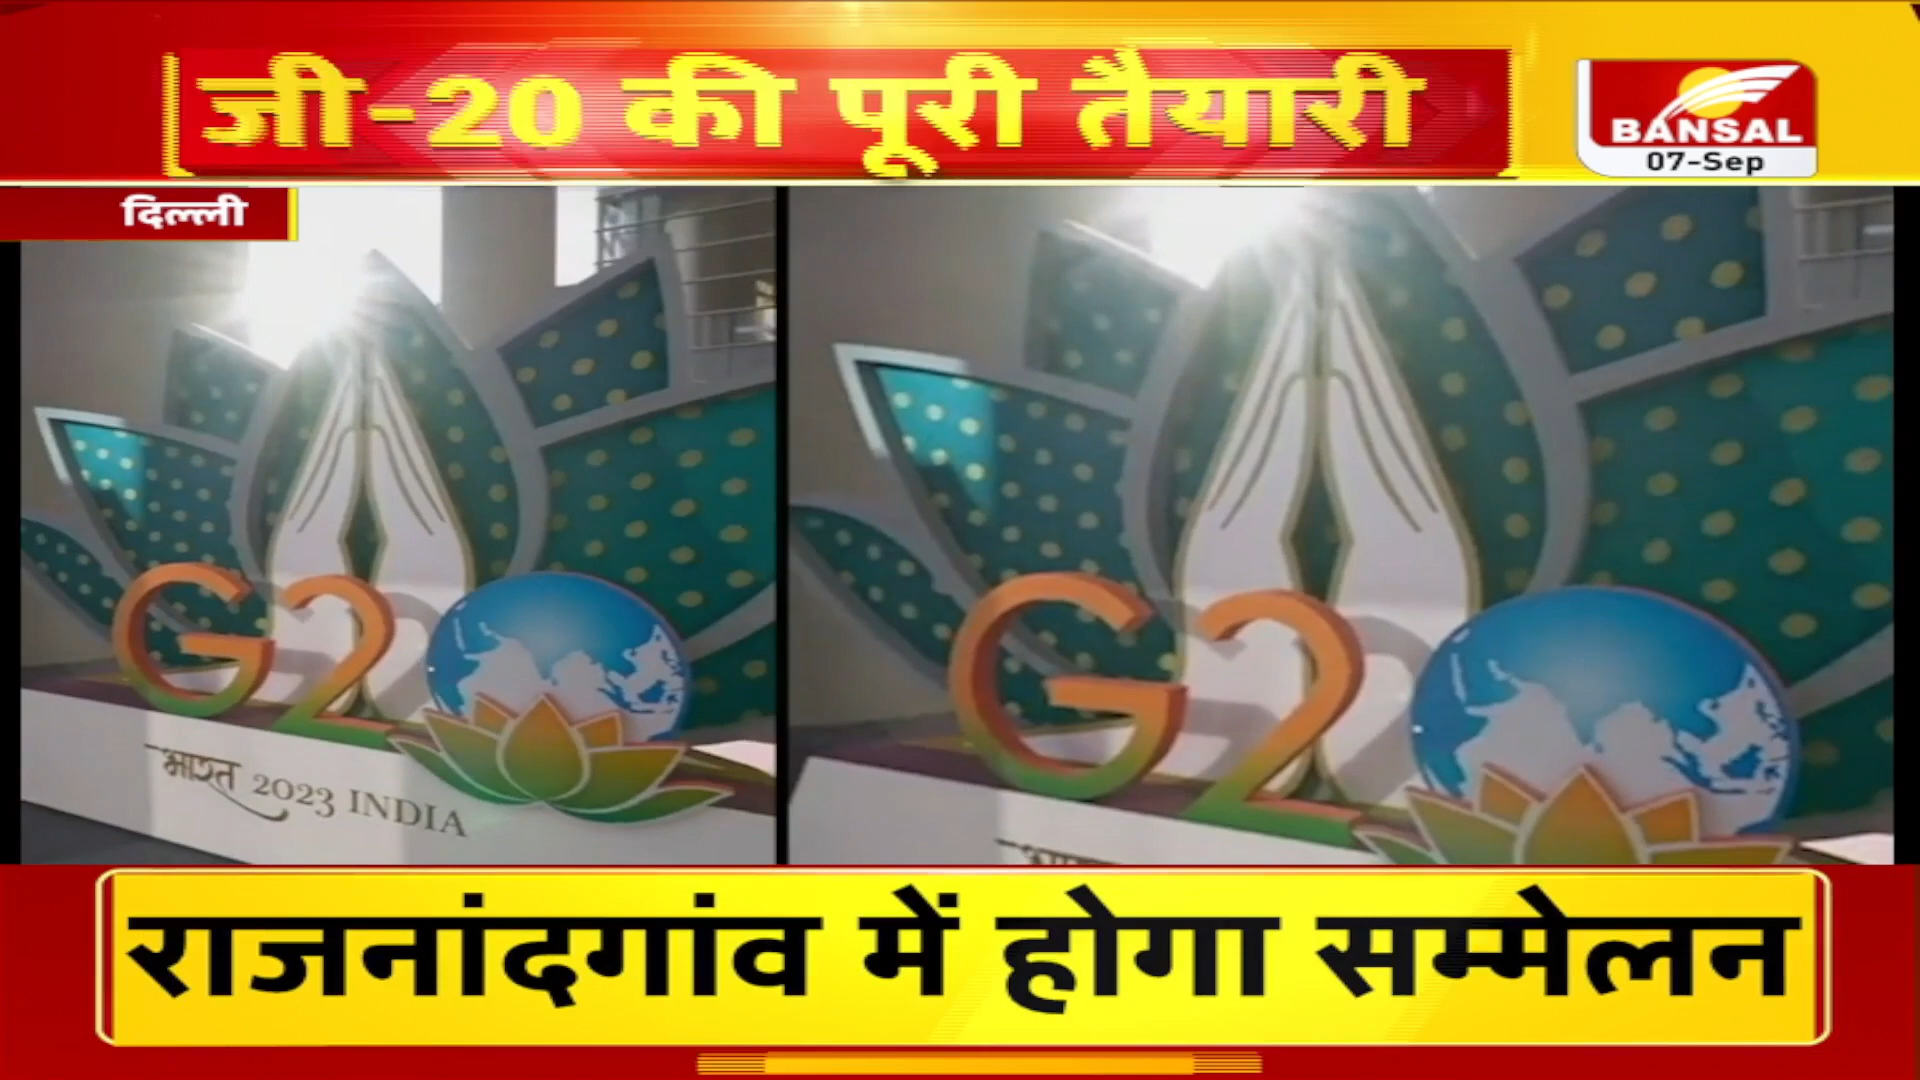 जी-20 की पूरी तैयारी
BANSAL
07-Sep
दिल्ली
G20
भारत 2023 INDIA
G20
राजनांदगांव में होगा सम्मेलन